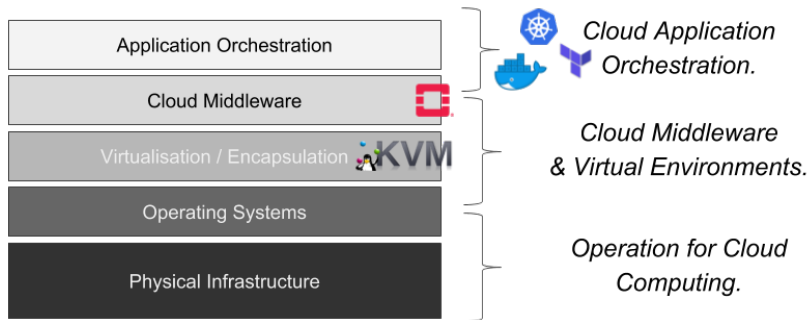 Application Orchestration
Cloud Middleware
Virtualisation / Encapsulation
KVM
Operating Systems
Physical Infrastructure
Cloud Application
Orchestration.
Cloud Middleware
& Virtual Environments.
Operation for Cloud
Computing.